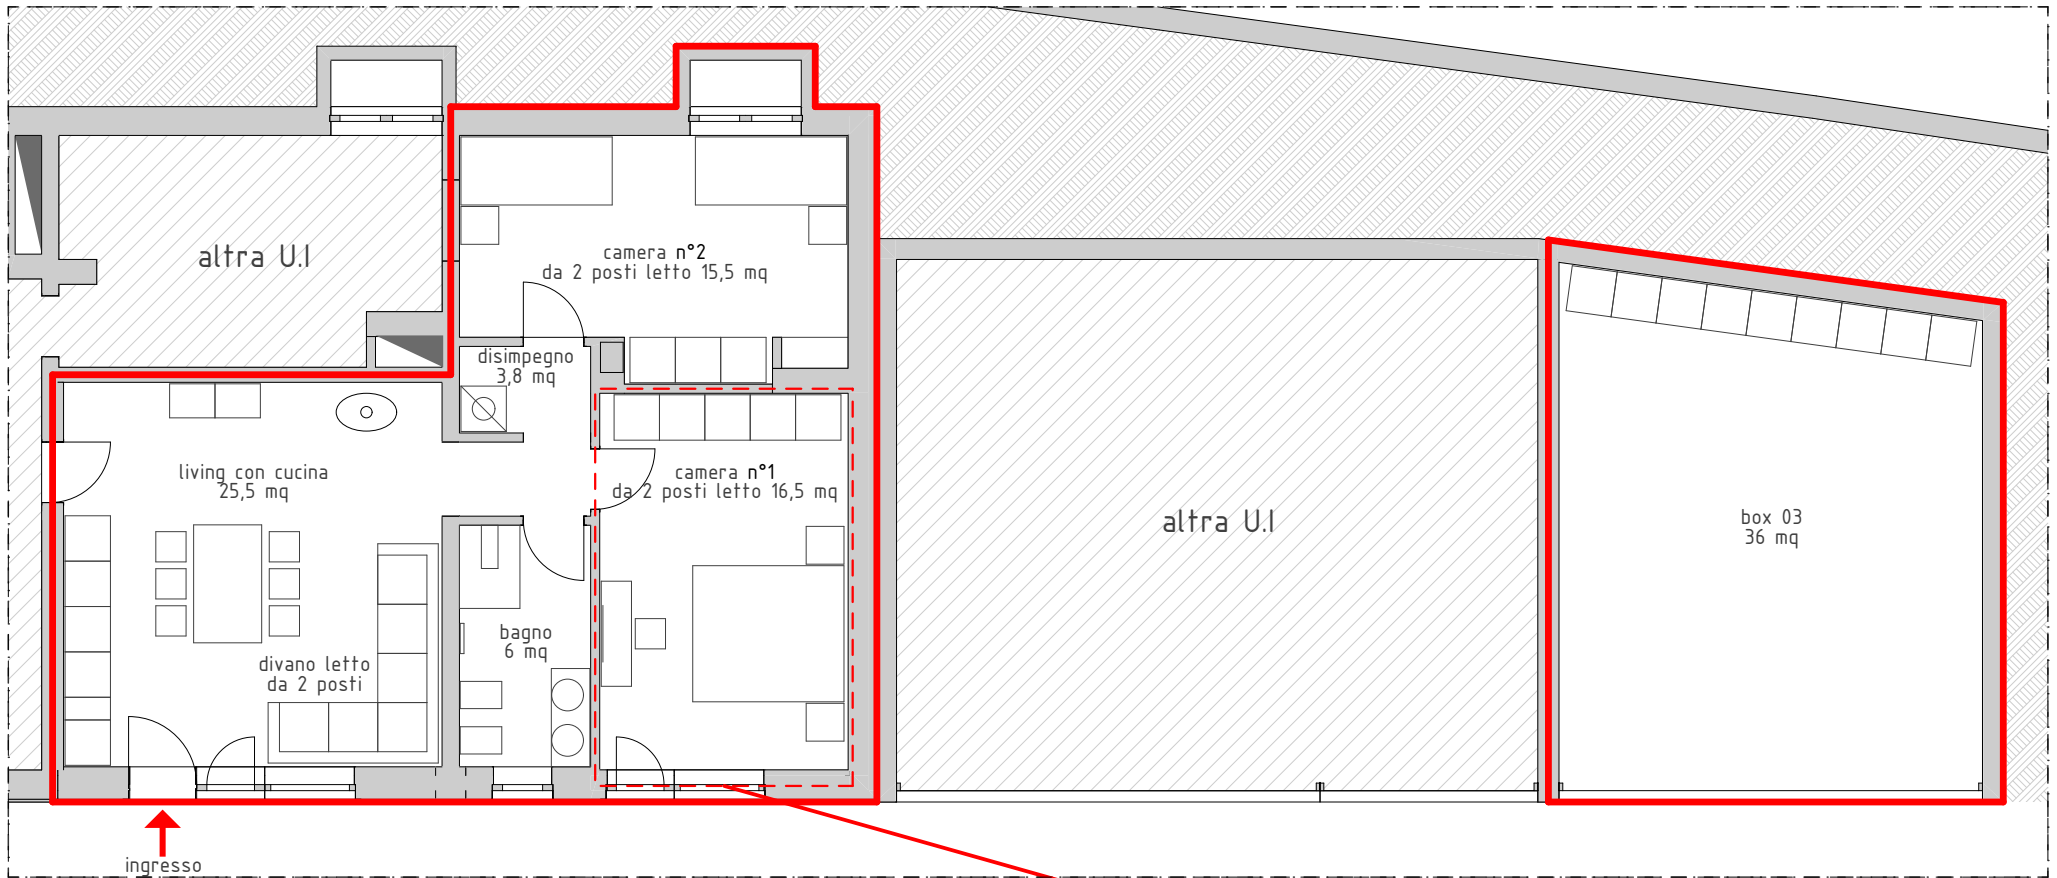 altra U.I
camera n°2
da 2 posti letto 15,5 mq
disimpegno
3,8 mq
living con cucina
25,5 mq
camera n°1
da 2 posti letto 16,5 mq
altra U.I
box 03
36 mq
bagno
6 mq
divano letto
da 2 posti
ingresso